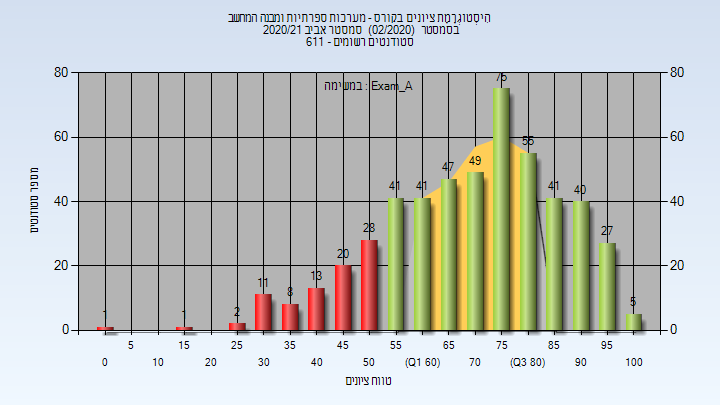 היסטוגרמת ציונים בקורס - מערכות ספרתיות ומבנה המחשב
בסמסטר (02/2020) סמסטר אביב 2020/21
סטודנטים רשומים - 611
במשימה : Exam_A
80 80
60 60
40 40
20 20
0 0
מספר סטודנטים
1 1 2 11 8 13 20 28 41 41 47 49 75 55 41 40 27 5
5 15 25 35 45 55 65 75 85 95
0 10 20 30 40 50 (Q1 60) 70 (Q3 80) 90 100
טווח ציונים